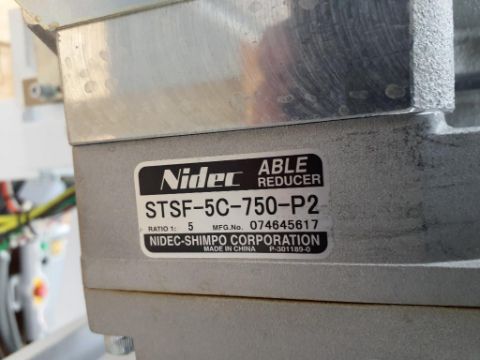 Nidec ABLE REDUCER
STSF-5C-750-P2
RATIO 1: 5 MFG.No. 074645617
NIDEC-SHIMPO CORPORATION
MADE IN CHINA P-301189-0